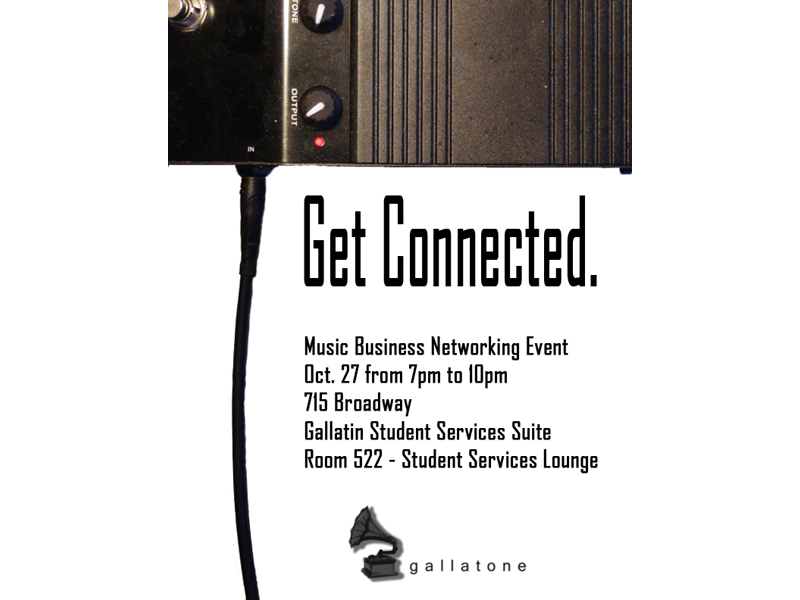 TONE
OUTPUT
IN
Get Connected.
Music Business Networking Event
Oct. 27 from 7pm to 10pm
715 Broadway
Gallatin Student Services Suite
Room 522 - Student Services Lounge
gallatone